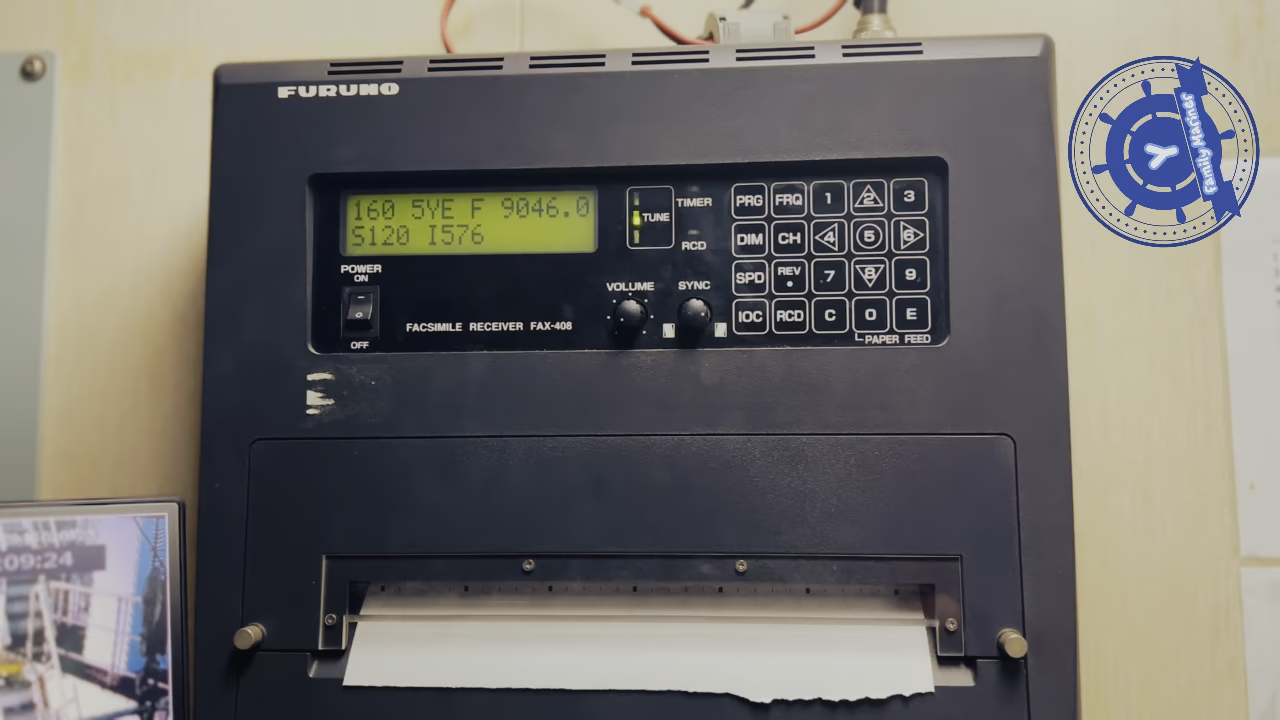 FURUNO
160 5YE F 9046.0
S120 I576
TUNE
TIMER
RCD
PRG FRQ 1 2 3
DIM CH 4 5 6
SPD REV 7 8 9
IOC RCD C 0 E
PAPER FEED
POWER
ON
OFF
FACSIMILE RECEIVER FAX-408
VOLUME
SYNC
:09:24
Family Mariner
Y